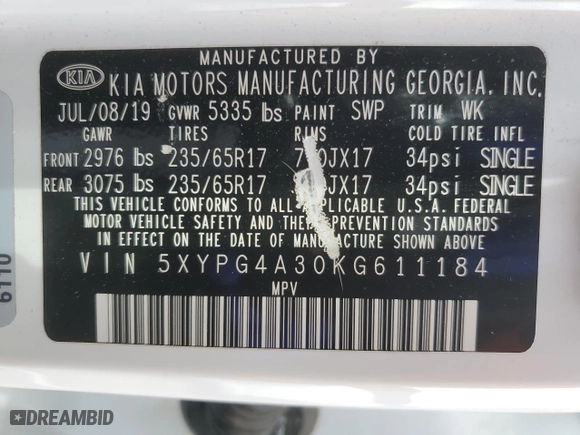 MANUFACTURED BY
KIA KIA MOTORS MANUFACTURING GEORGIA, INC.
JUL/08/19 GVWR 5335 lbs PAINT SWP TRIM WK
GAWR TIRES RIMS COLD TIRE INFL
FRONT 2976 lbs 235/65R17 34psi SINGLE
REAR 3075 lbs 235/65R17 34psi SINGLE
THIS VEHICLE CONFORMS TO ALL APPLICABLE U.S.A. FEDERAL
MOTOR VEHICLE SAFETY AND THEFT PREVENTION STANDARDS
IN EFFECT ON THE DATE OF MANUFACTURE SHOWN ABOVE.
VIN 5XYPG4A30KG611184
MPV
6110
DREAMBID